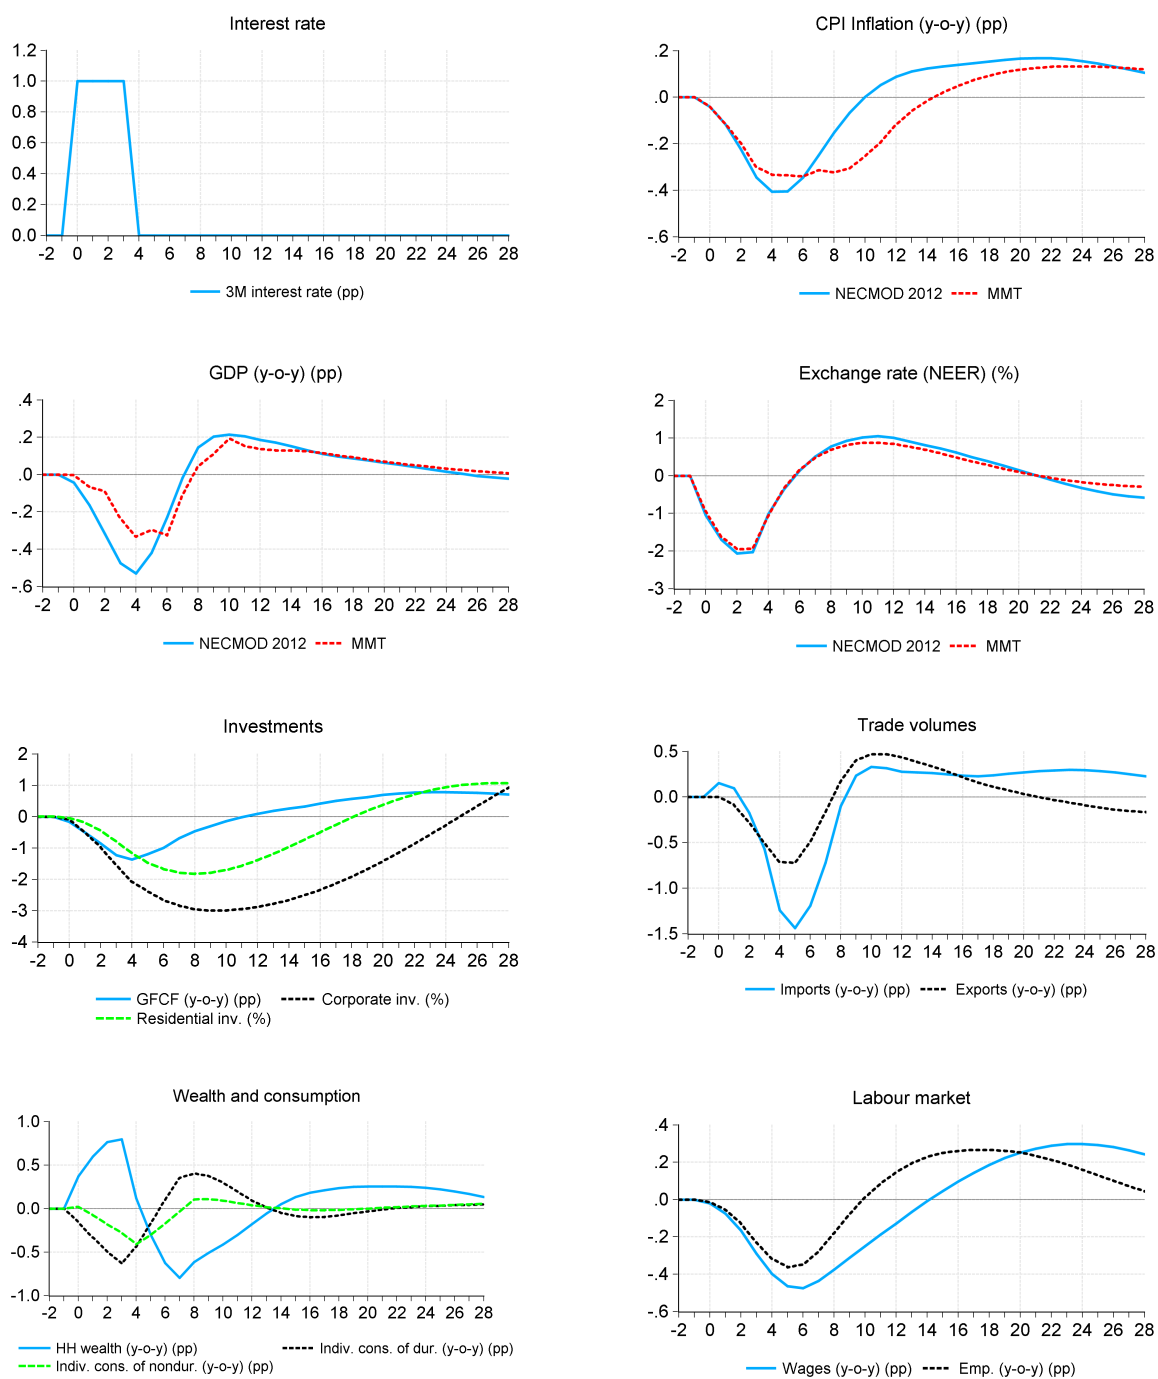 Interest rate
1.2
1.0
0.8
0.6
0.4
0.2
0.0
-2 0 2 4 6 8 10 12 14 16 18 20 22 24 26 28
3M interest rate (pp)
CPI Inflation (y-o-y) (pp)
.2
.0
-.2
-.4
-.6
-2 0 2 4 6 8 10 12 14 16 18 20 22 24 26 28
NECMOD 2012 MMT
GDP (y-o-y) (pp)
.4
.2
.0
-.2
-.4
-.6
-2 0 2 4 6 8 10 12 14 16 18 20 22 24 26 28
NECMOD 2012 MMT
Exchange rate (NEER) (%)
2
1
0
-1
-2
-3
-2 0 2 4 6 8 10 12 14 16 18 20 22 24 26 28
NECMOD 2012 MMT
Investments
2
1
0
-1
-2
-3
-4
-2 0 2 4 6 8 10 12 14 16 18 20 22 24 26 28
GFCF (y-o-y) (pp) Corporate inv. (%)
Residential inv. (%)
Trade volumes
0.5
0.0
-0.5
-1.0
-1.5
-2 0 2 4 6 8 10 12 14 16 18 20 22 24 26 28
Imports (y-o-y) (pp) Exports (y-o-y) (pp)
Wealth and consumption
1.0
0.5
0.0
-0.5
-1.0
-2 0 2 4 6 8 10 12 14 16 18 20 22 24 26 28
HH wealth (y-o-y) (pp) Indiv. cons. of dur. (y-o-y) (pp)
Indiv. cons. of nondur. (y-o-y) (pp)
Labour market
.4
.2
.0
-.2
-.4
-.6
-2 0 2 4 6 8 10 12 14 16 18 20 22 24 26 28
Wages (y-o-y) (pp) Emp. (y-o-y) (pp)